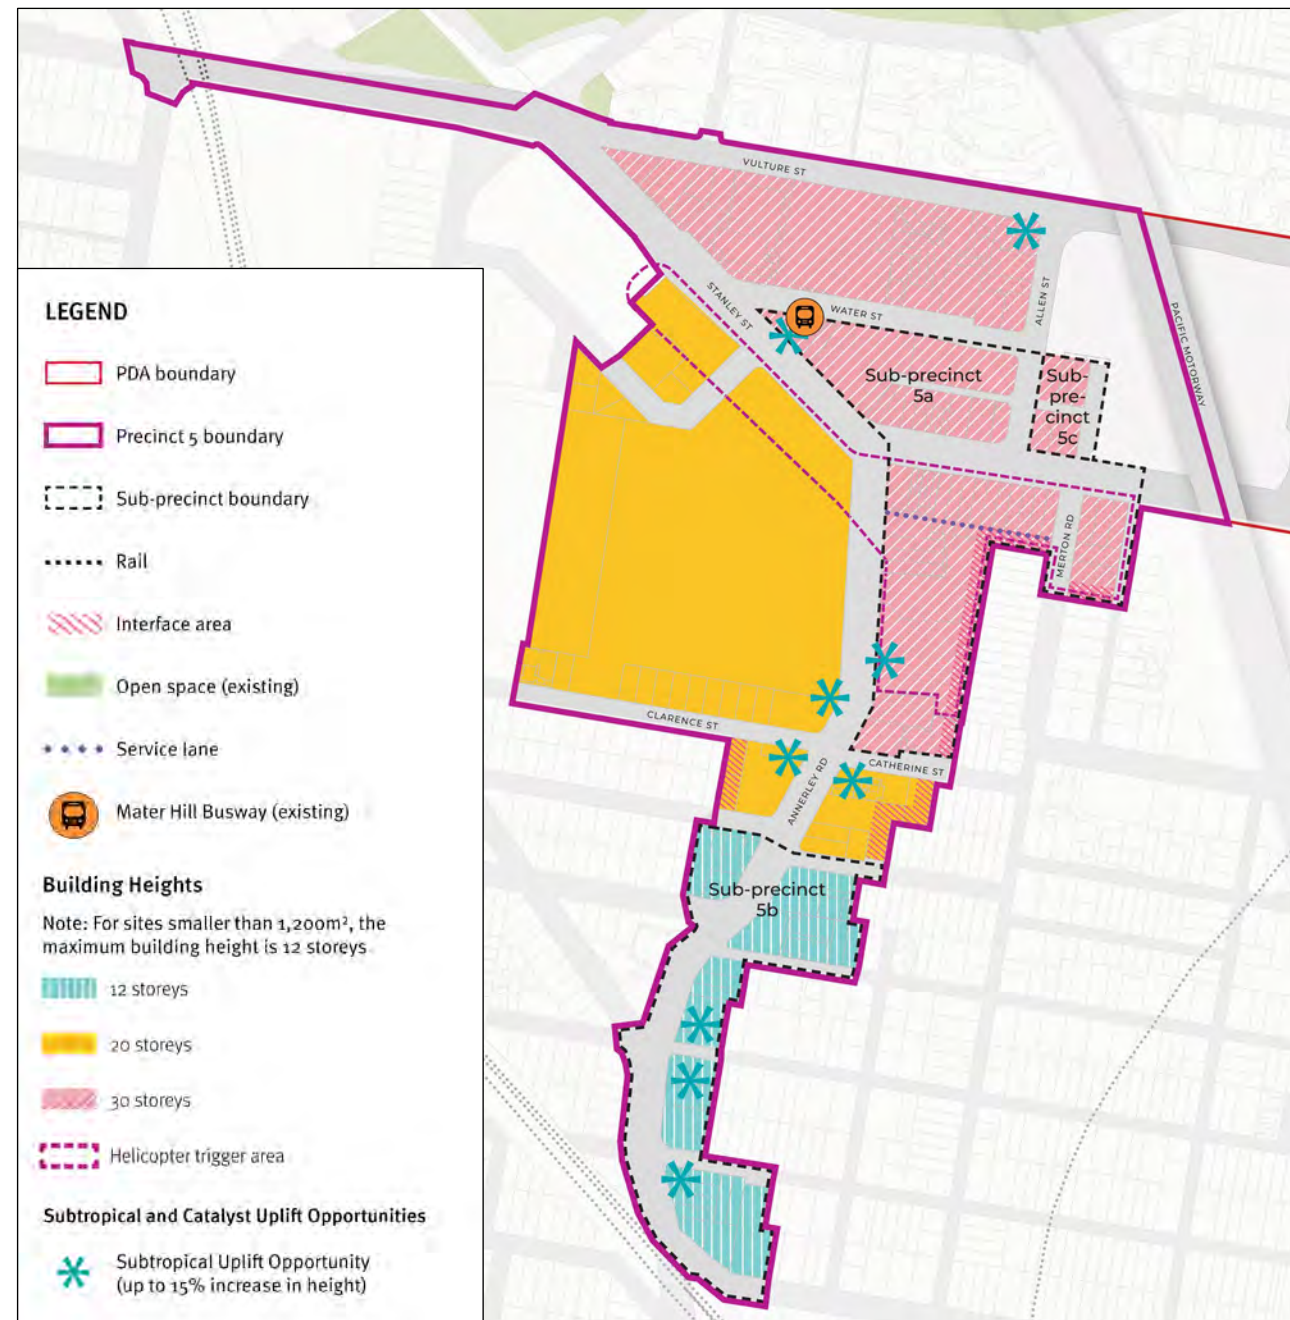 LEGEND
PDA boundary
Precinct 5 boundary
Sub-precinct boundary
Rail
Interface area
Open space (existing)
Service lane
Mater Hill Busway (existing)
Building Heights
Note: For sites smaller than 1,200m², the
maximum building height is 12 storeys
12 storeys
20 storeys
30 storeys
Helicopter trigger area
Subtropical and Catalyst Uplift Opportunities
Subtropical Uplift Opportunity
(up to 15% increase in height)
VULTURE ST
STANLEY ST
WATER ST
ALLEN ST
PACIFIC MOTORWAY
Sub-precinct
5a
Sub-
pre-
cinct
5c
MERTON RD
CLARENCE ST
ANNERLEY RD
CATHERINE ST
Sub-precinct
5b